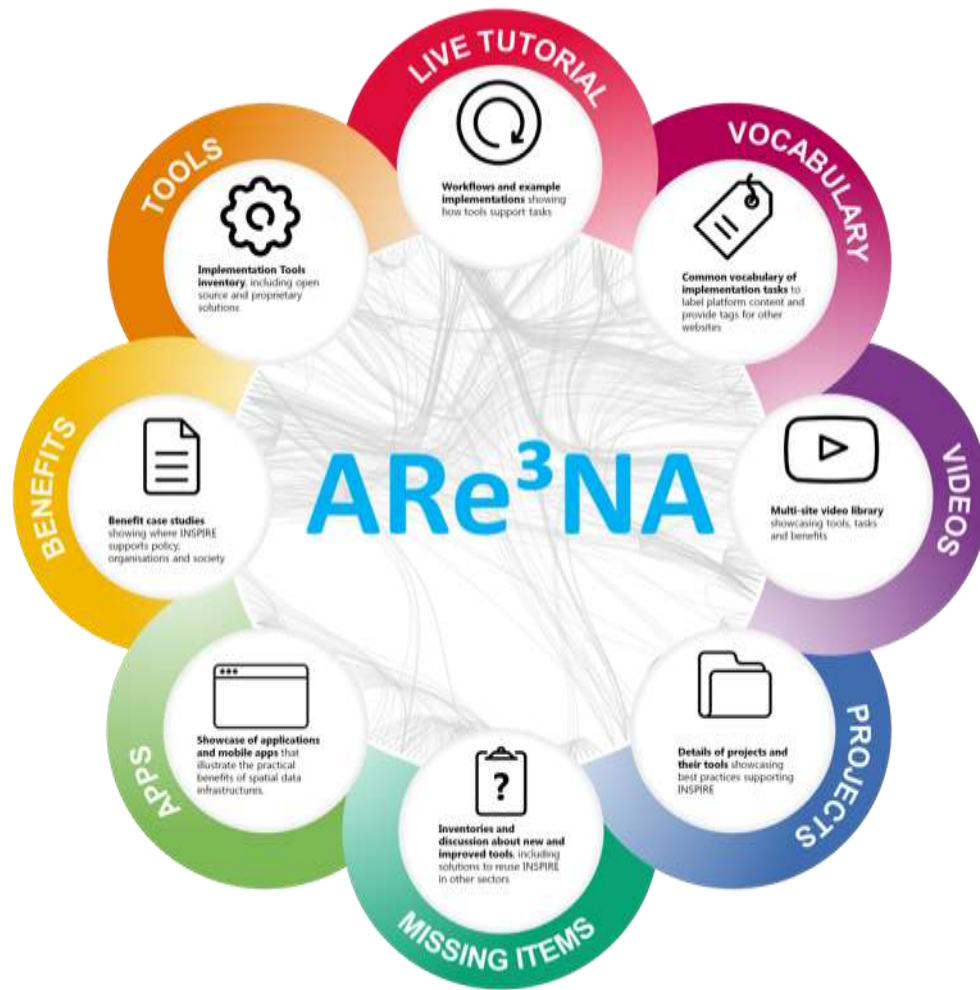 LIVE TUTORIAL
Workflows and example
implementations showing
how tools support tasks
VOCABULARY
Common vocabulary of
implementation tasks to
label platform content and
provide tags for other
websites
VIDEOS
Multi-site video library
showcasing tools, tasks
and benefits
PROJECTS
Details of projects and
their tools showcasing
best practices supporting
INSPIRE
MISSING ITEMS
?
Inventories and
discussion about new and
improved tools, including
solutions to reuse INSPIRE
in other sectors
APPS
Showcase of applications
and mobile apps that
illustrate the practical
benefits of spatial data
infrastructures.
BENEFITS
Benefit case studies
showing where INSPIRE
supports policy,
organisations and society
TOOLS
Implementation Tools
inventory, including open
source and proprietary
solutions
ARe³NA